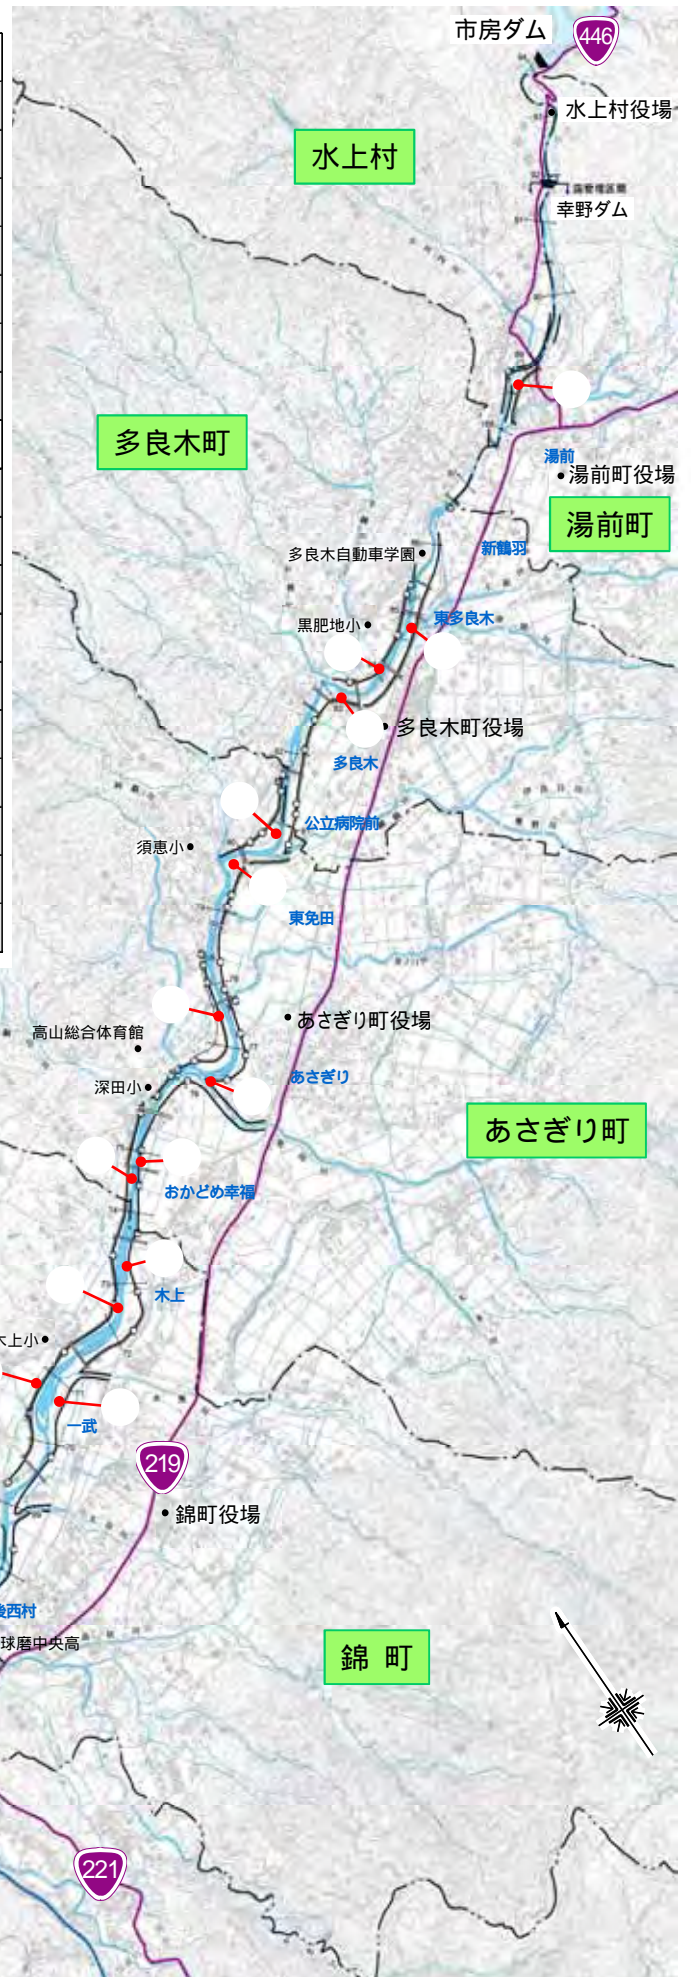 市房ダム
446
水上村役場
水上村
幸野ダム
多良木町
湯前
湯前町役場
湯前町
新鶴羽
多良木自動車学園
東多良木
黒肥地小
多良木町役場
多良木
公立病院前
須恵小
東免田
あさぎり町役場
高山総合体育館
あさぎり
深田小
あさぎり町
おかどめ幸福
木上
木上小
一武
219
錦町役場
後西村
球磨中央高
錦 町
221